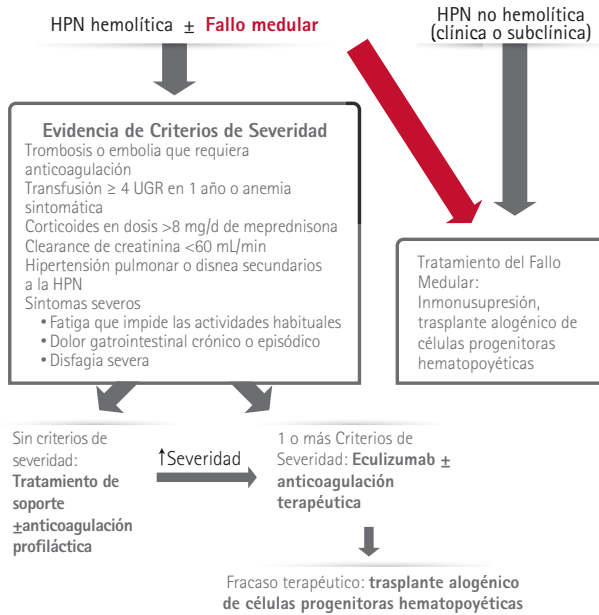 HPN hemolítica ± Fallo medular
HPN no hemolítica
(clínica o subclínica)
Evidencia de Criterios de Severidad
Trombosis o embolia que requiera
anticoagulación
Transfusión ≥ 4 UGR en 1 año o anemia
sintomática
Corticoides en dosis >8 mg/d de meprednisona
Clearance de creatinina <60 mL/min
Hipertensión pulmonar o disnea secundarios
a la HPN
Síntomas severos
• Fatiga que impide las actividades habituales
• Dolor gatrointestinal crónico o episódico
• Disfagia severa
Tratamiento del Fallo
Medular:
Inmonusupresión,
trasplante alogénico de
células progenitoras
hematopoyéticas
Sin criterios de
severidad:
Tratamiento de
soporte
±anticoagulación
profiláctica
↑Severidad
1 o más Criterios de
Severidad: Eculizumab ±
anticoagulación
terapéutica
Fracaso terapéutico: trasplante alogénico
de células progenitoras hematopoyéticas